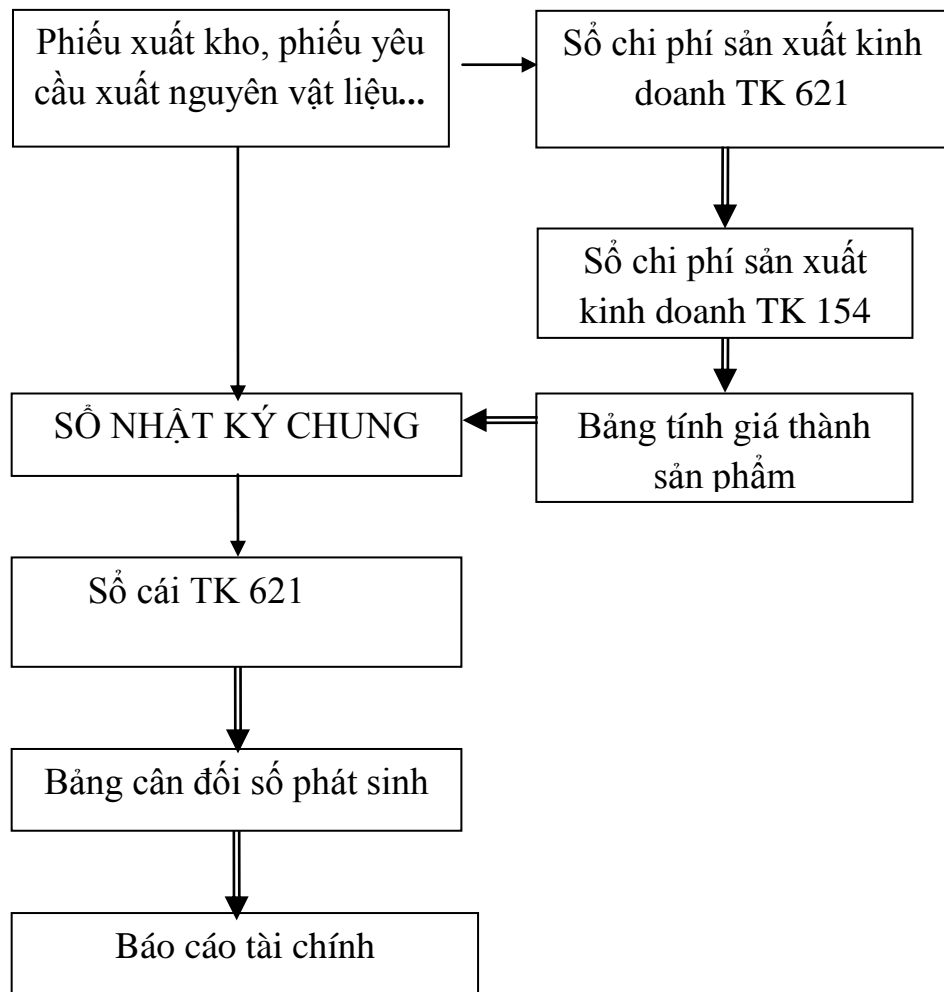 Phiếu xuất kho, phiếu yêu
cầu xuất nguyên vật liệu...
Sổ chi phí sản xuất kinh
doanh TK 621
Sổ chi phí sản xuất
kinh doanh TK 154
SỔ NHẬT KÝ CHUNG
Bảng tính giá thành
sản phẩm
Sổ cái TK 621
Bảng cân đối số phát sinh
Báo cáo tài chính